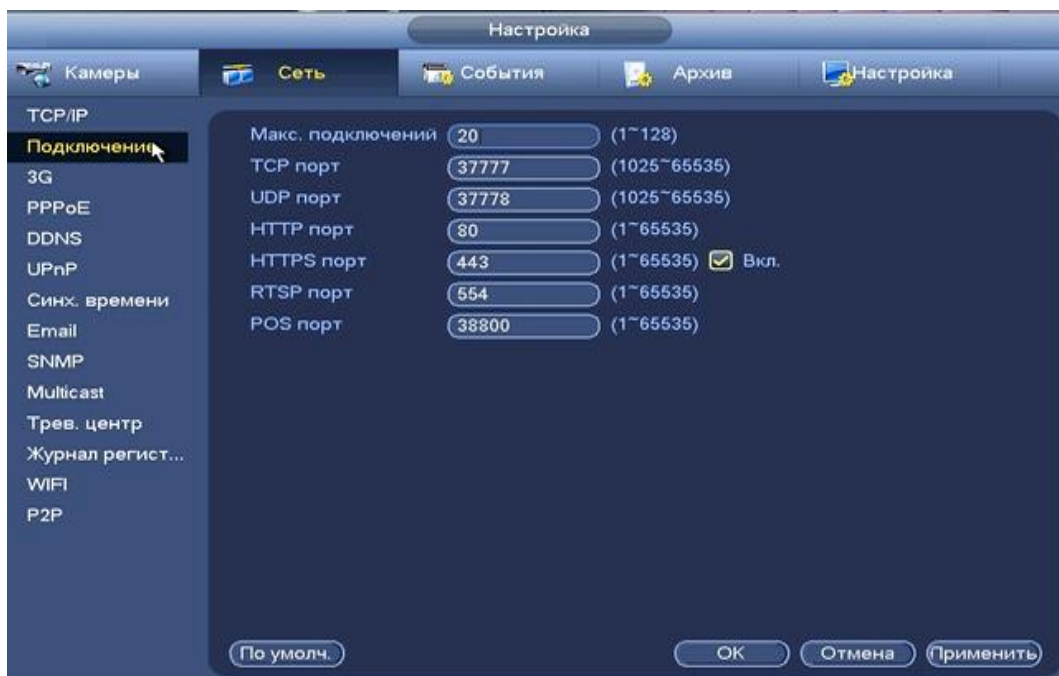 Настройка
Камеры
Сеть
События
Архив
Настройка
TCP/IP
Подключение
3G
PPPoE
DDNS
UPnP
Синх. времени
Email
SNMP
Multicast
Трев. центр
Журнал регист...
WIFI
P2P
Макс. подключений 20 (1~128)
TCP порт 37777 (1025~65535)
UDP порт 37778 (1025~65535)
HTTP порт 80 (1~65535)
HTTPS порт 443 (1~65535) Вкл.
RTSP порт 554 (1~65535)
POS порт 38800 (1~65535)
По умолч. OK Отмена Применить